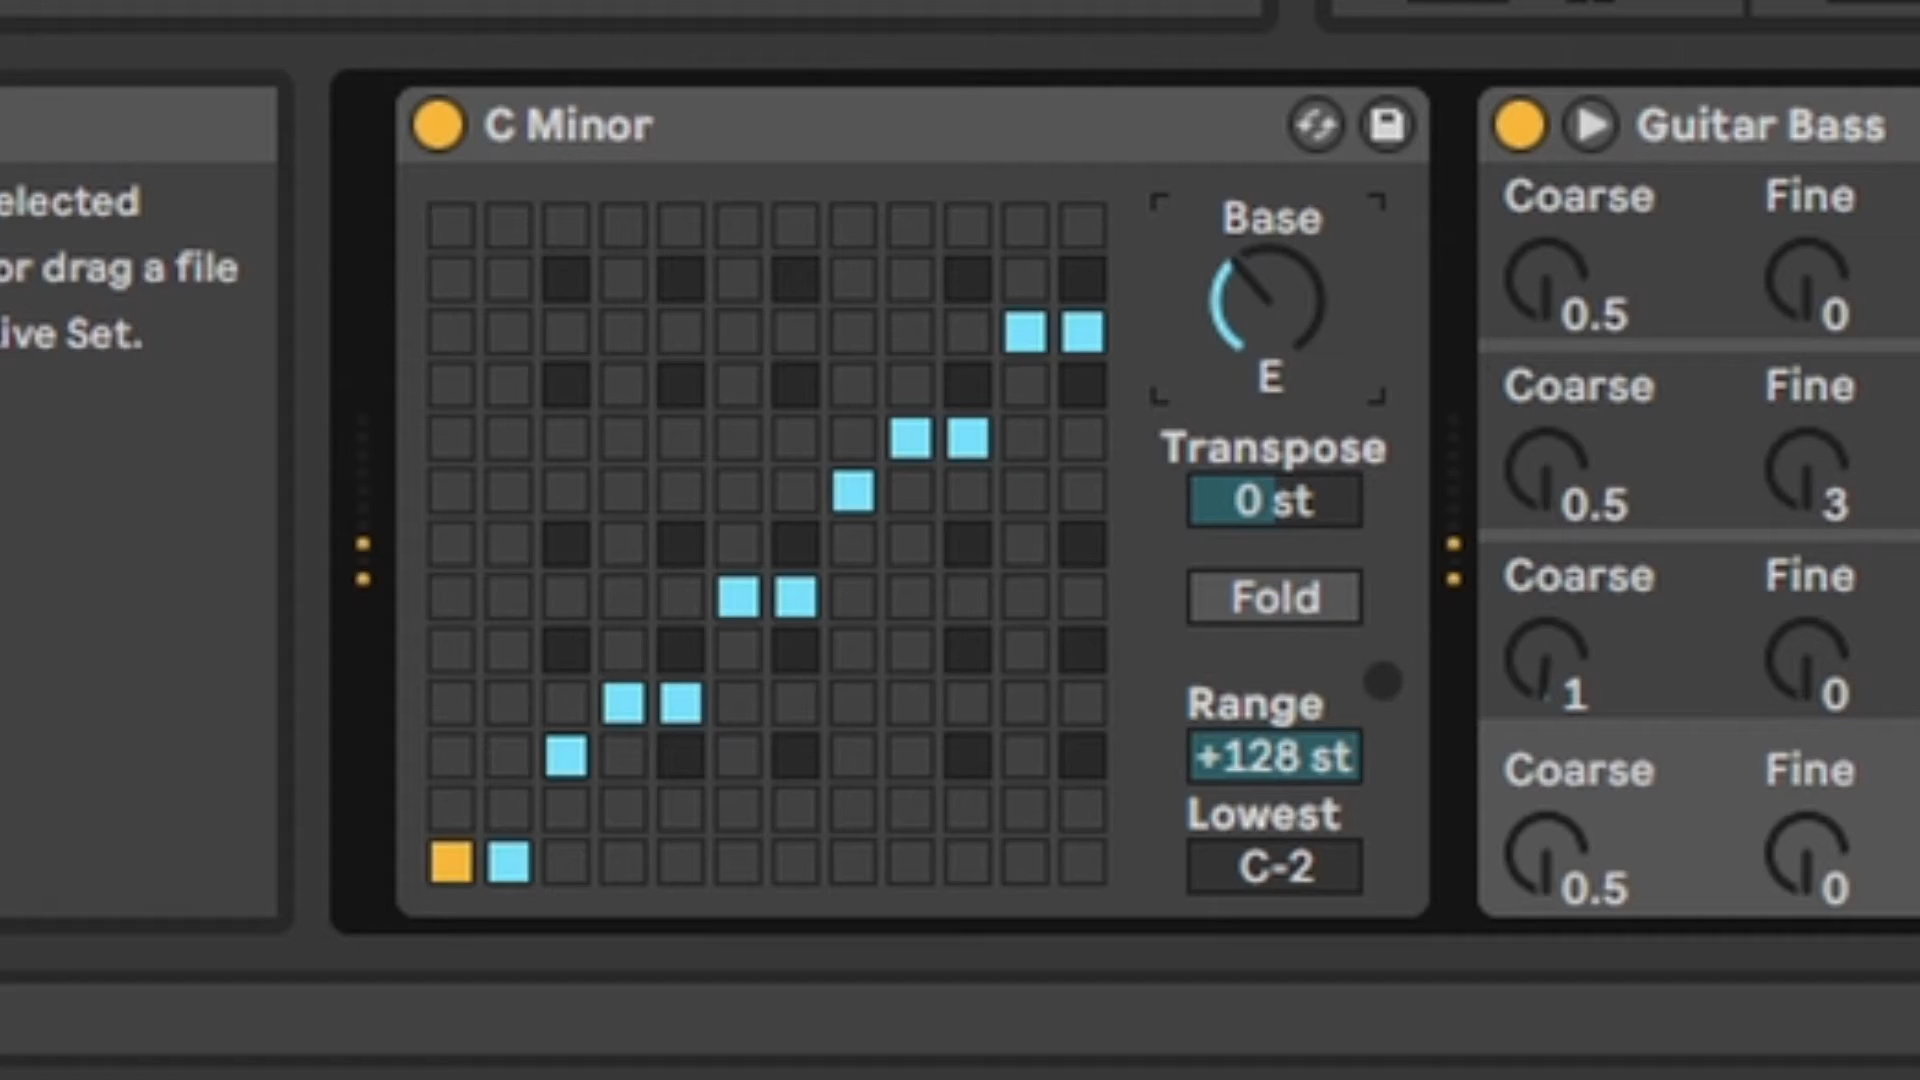 C Minor
Guitar Bass
elected
or drag a file
ive Set.
Base
E
Transpose
0 st
Fold
Range
+128 st
Lowest
C-2
Coarse Fine
0.5 0
Coarse Fine
0.5 3
Coarse Fine
1 0
Coarse Fine
0.5 0